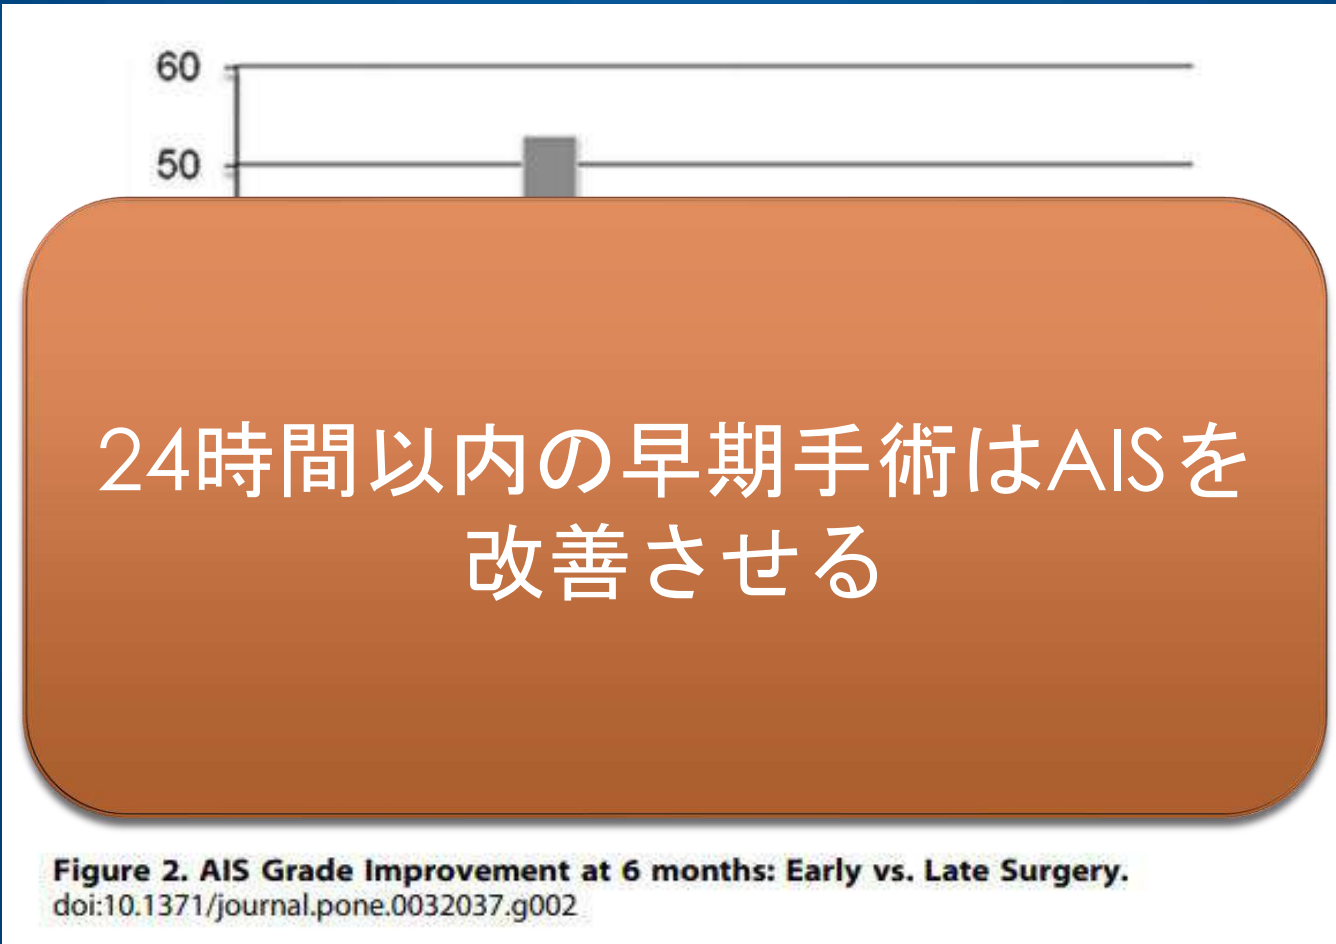 60
50
24時間以内の早期手術はAISを
改善させる
Figure 2. AIS Grade Improvement at 6 months: Early vs. Late Surgery.
doi:10.1371/journal.pone.0032037.g002